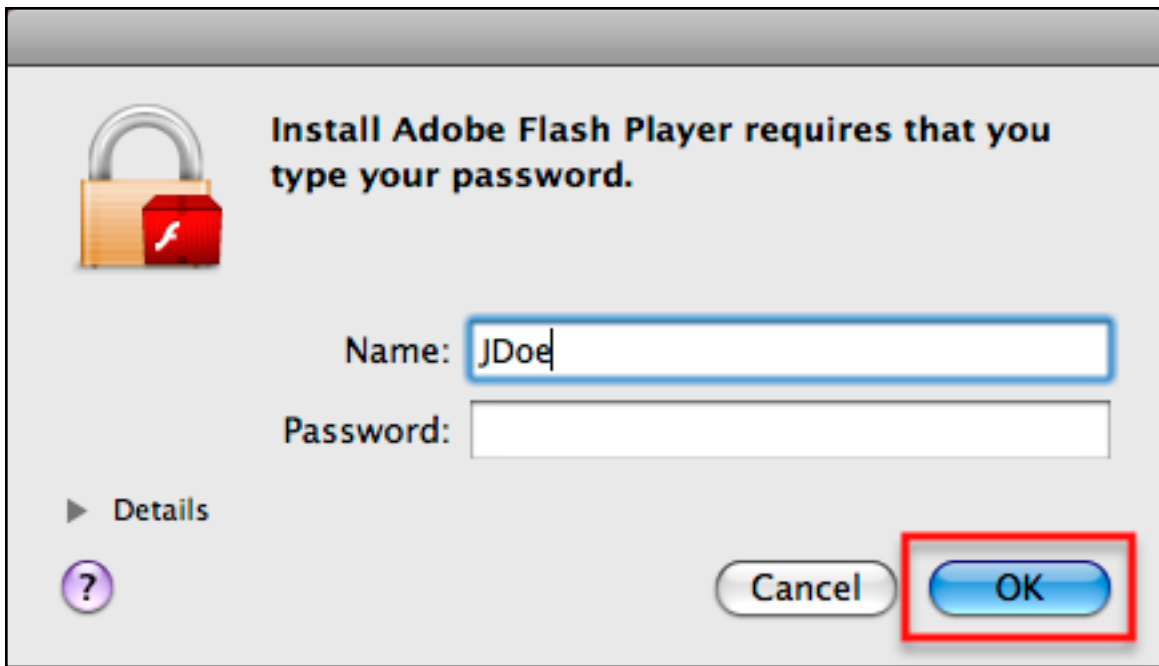 Install Adobe Flash Player requires that you
type your password.
Name: JDoe
Password:
Details
? Cancel OK